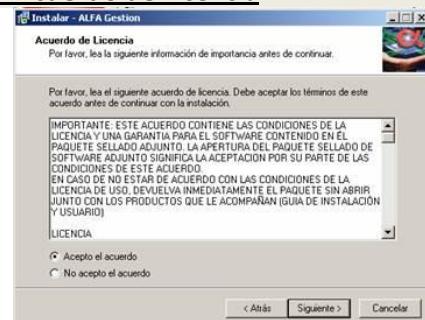 Instalar - ALFA Gestion
Acuerdo de Licencia
Por favor, lea la siguiente información de importancia antes de continuar.
Por favor, lea el siguiente acuerdo de licencia. Debe aceptar los términos de este
acuerdo antes de continuar con la instalación.
IMPORTANTE: ESTE ACUERDO CONTIENE LAS CONDICIONES DE LA
LICENCIA Y UNA GARANTIA PARA EL SOFTWARE CONTENIDO EN ÉL
PAQUETE SELLADO ADJUNTO. LA APERTURA DEL PAQUETE SELLADO DE
SOFTWARE ADJUNTO SIGNIFICA LA ACEPTACION POR SU PARTE DE LAS
CONDICIONES DE ESTE ACUERDO.
EN CASO DE NO ESTAR DE ACUERDO CON LAS CONDICIONES DE LA
LICENCIA DE USO, DEVUELVA INMEDIATAMENTE EL PAQUETE SIN ABRIR
JUNTO CON LOS PRODUCTOS QUE LE ACOMPAÑAN (GUIA DE INSTALACIÓN
Y USUARIO)
LICENCIA
Acepto el acuerdo
No acepto el acuerdo
< Atrás
Siguiente >
Cancelar